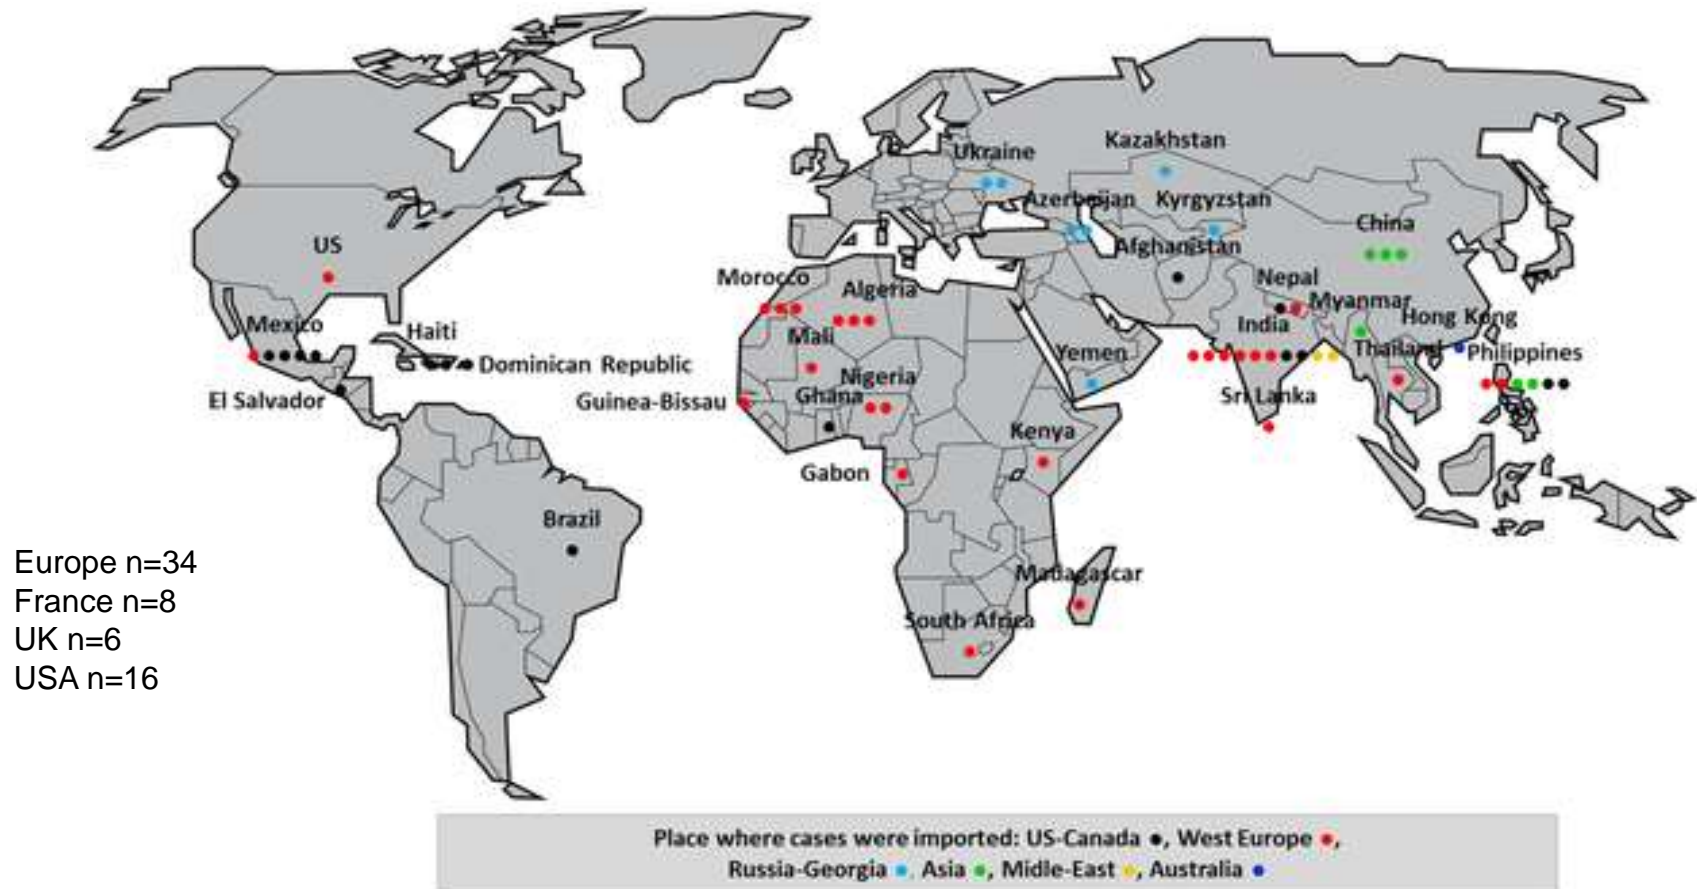 Ukraine
Kazakhstan
Azerbaijan
Kyrgyzstan
China
US
Afghanistan
Morocco
Algeria
Nepal
Myanmar
Hong Kong
Mexico
Haiti
Mali
India
Yemen
Thailand
Philippines
Dominican Republic
Nigeria
El Salvador
Guinea-Bissau
Ghana
Sri Lanka
Kenya
Gabon
Brazil
Madagascar
South Africa
Europe n=34
France n=8
UK n=6
USA n=16
Place where cases were imported: US-Canada ●, West Europe ●,
Russia-Georgia ●, Asia ●, Midle-East ●, Australia ●